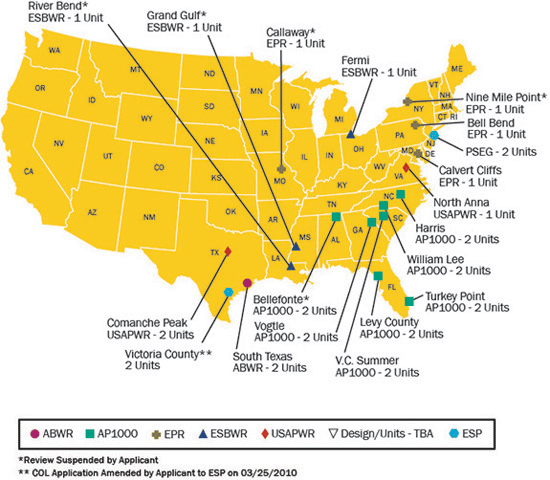 River Bend*
ESBWR - 1 Unit
Grand Gulf*
ESBWR - 1 Unit
Callaway*
EPR - 1 Unit
Fermi
ESBWR - 1 Unit
Nine Mile Point*
EPR - 1 Unit
Bell Bend
EPR - 1 Unit
PSEG - 2 Units
Calvert Cliffs
EPR - 1 Unit
North Anna
USAPWR - 1 Unit
Harris
AP1000 - 2 Units
William Lee
AP1000 - 2 Units
Turkey Point
AP1000 - 2 Units
Levy County
AP1000 - 2 Units
V.C. Summer
AP1000 - 2 Units
Bellefonte*
AP1000 - 2 Units
Vogtle
AP1000 - 2 Units
South Texas
ABWR - 2 Units
Comanche Peak
USAPWR - 2 Units
Victoria County**
2 Units
WA
MT
ND
MN
ME
VT
NH
OR
ID
SD
WI
MI
NY
MA
CT RI
WY
IA
PA
NJ
NV
NE
IL
IN
OH
MD
DE
CA
UT
CO
KS
MO
WV
VA
KY
AZ
NM
OK
TN
NC
SC
TX
MS
AL
GA
LA
FL
ABWR
AP1000
EPR
ESBWR
USAPWR
Design/Units - TBA
ESP
*Review Suspended by Applicant
** COL Application Amended by Applicant to ESP on 03/25/2010